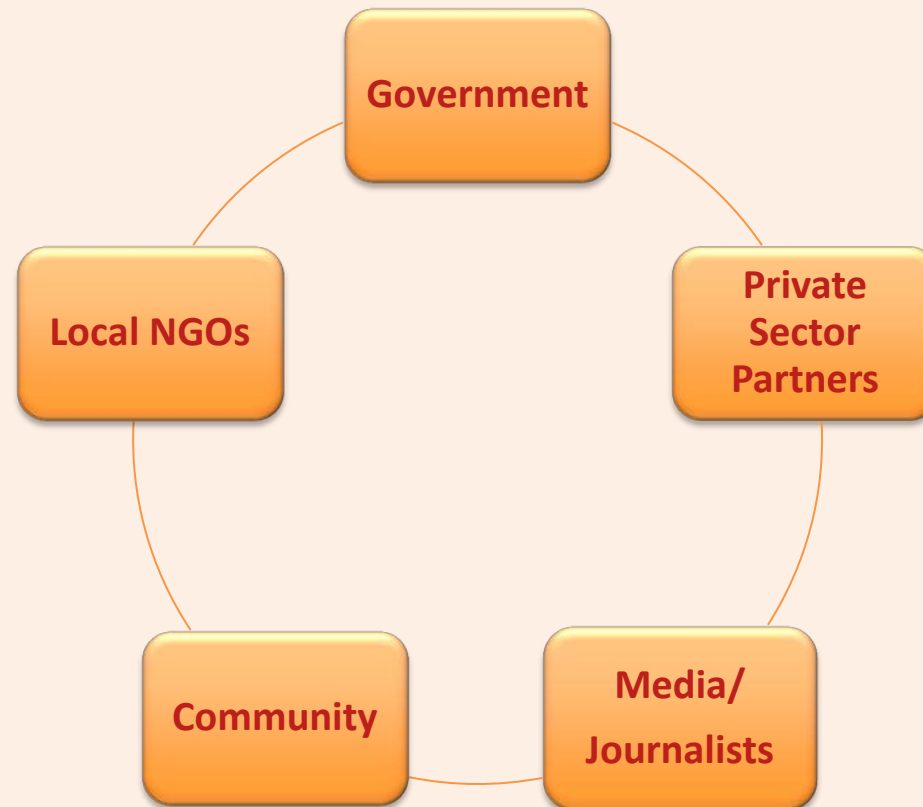 Government
Private
Sector
Partners
Media/
Journalists
Community
Local NGOs